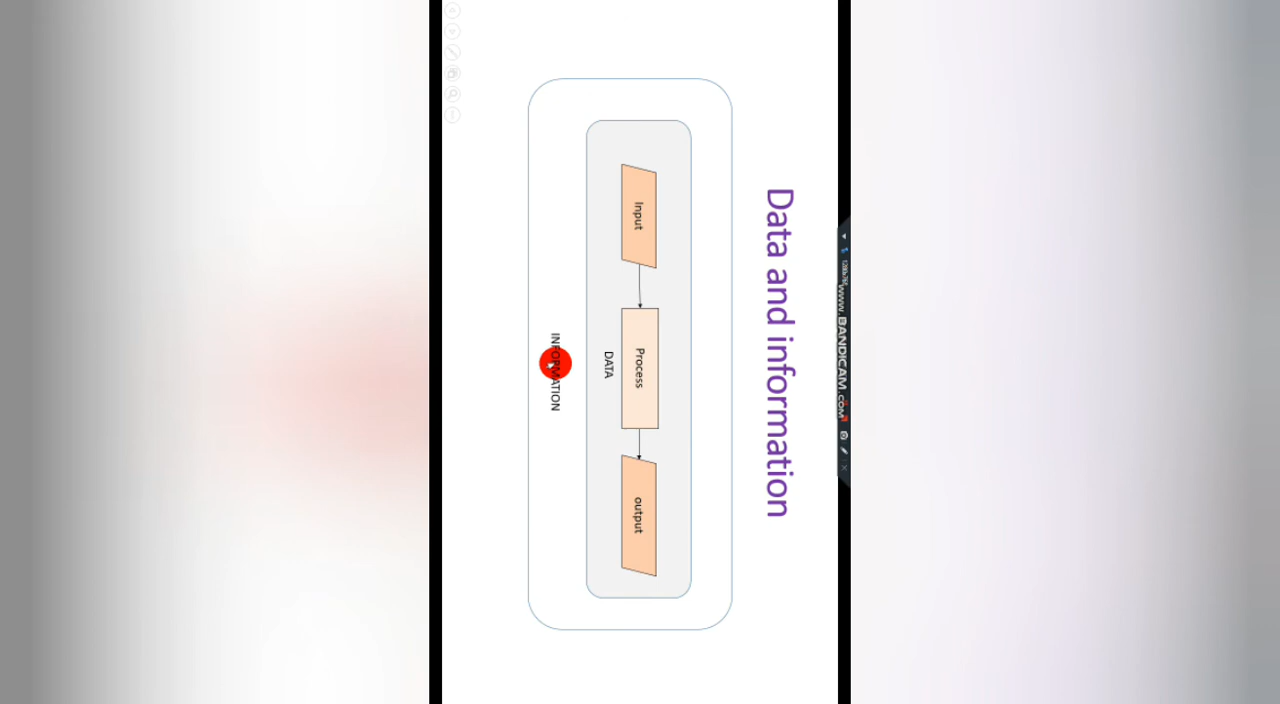 Data and information
Input
Process
output
DATA
INFORMATION
www.BANDICAM.COM